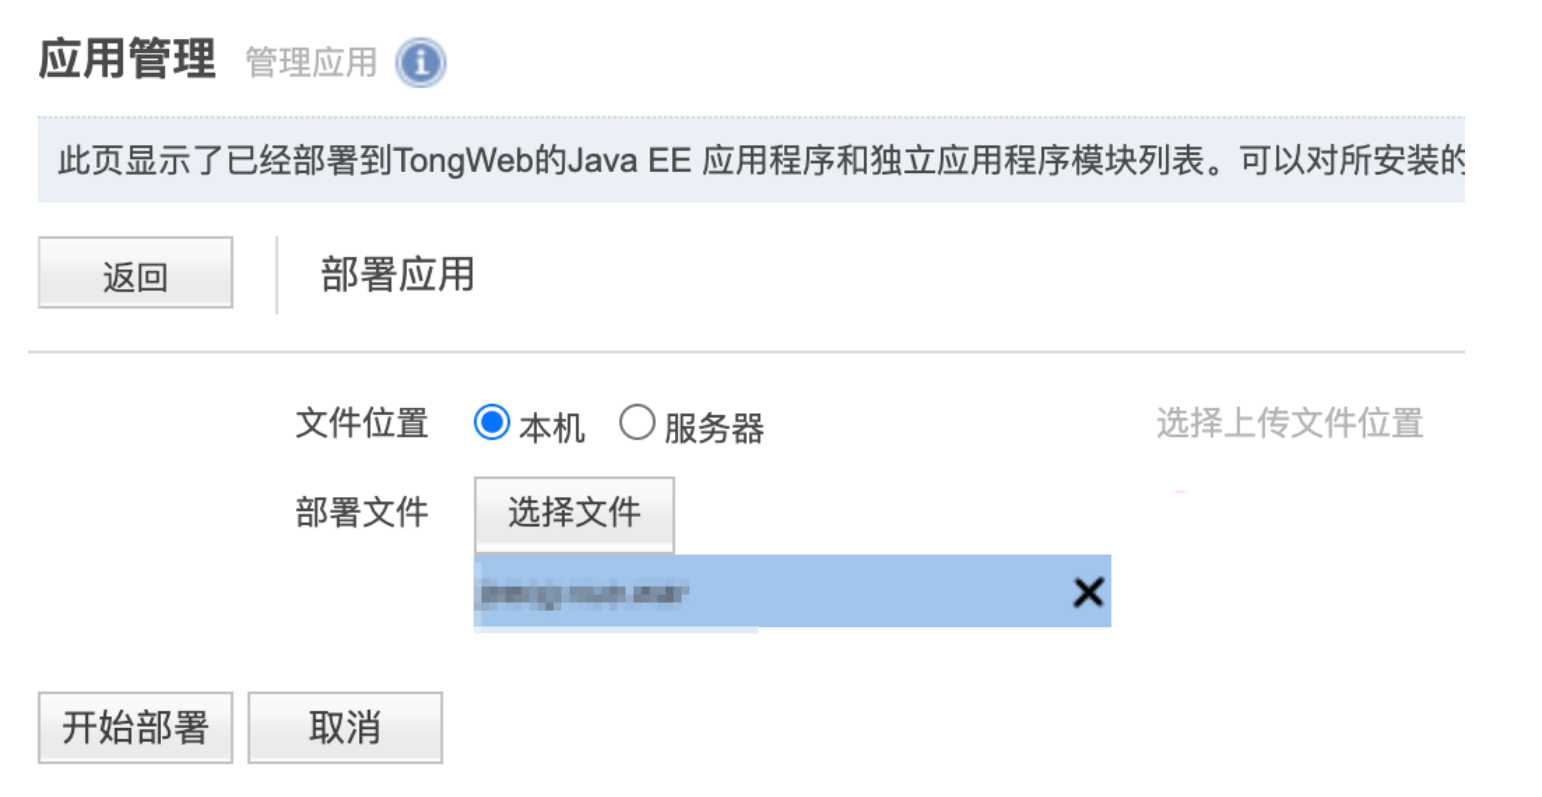 应用管理 管理应用
此页显示了已经部署到TongWeb的Java EE 应用程序和独立应用程序模块列表。可以对所安装的
返回 部署应用
文件位置 本机 服务器 选择上传文件位置
部署文件 选择文件
开始部署 取消